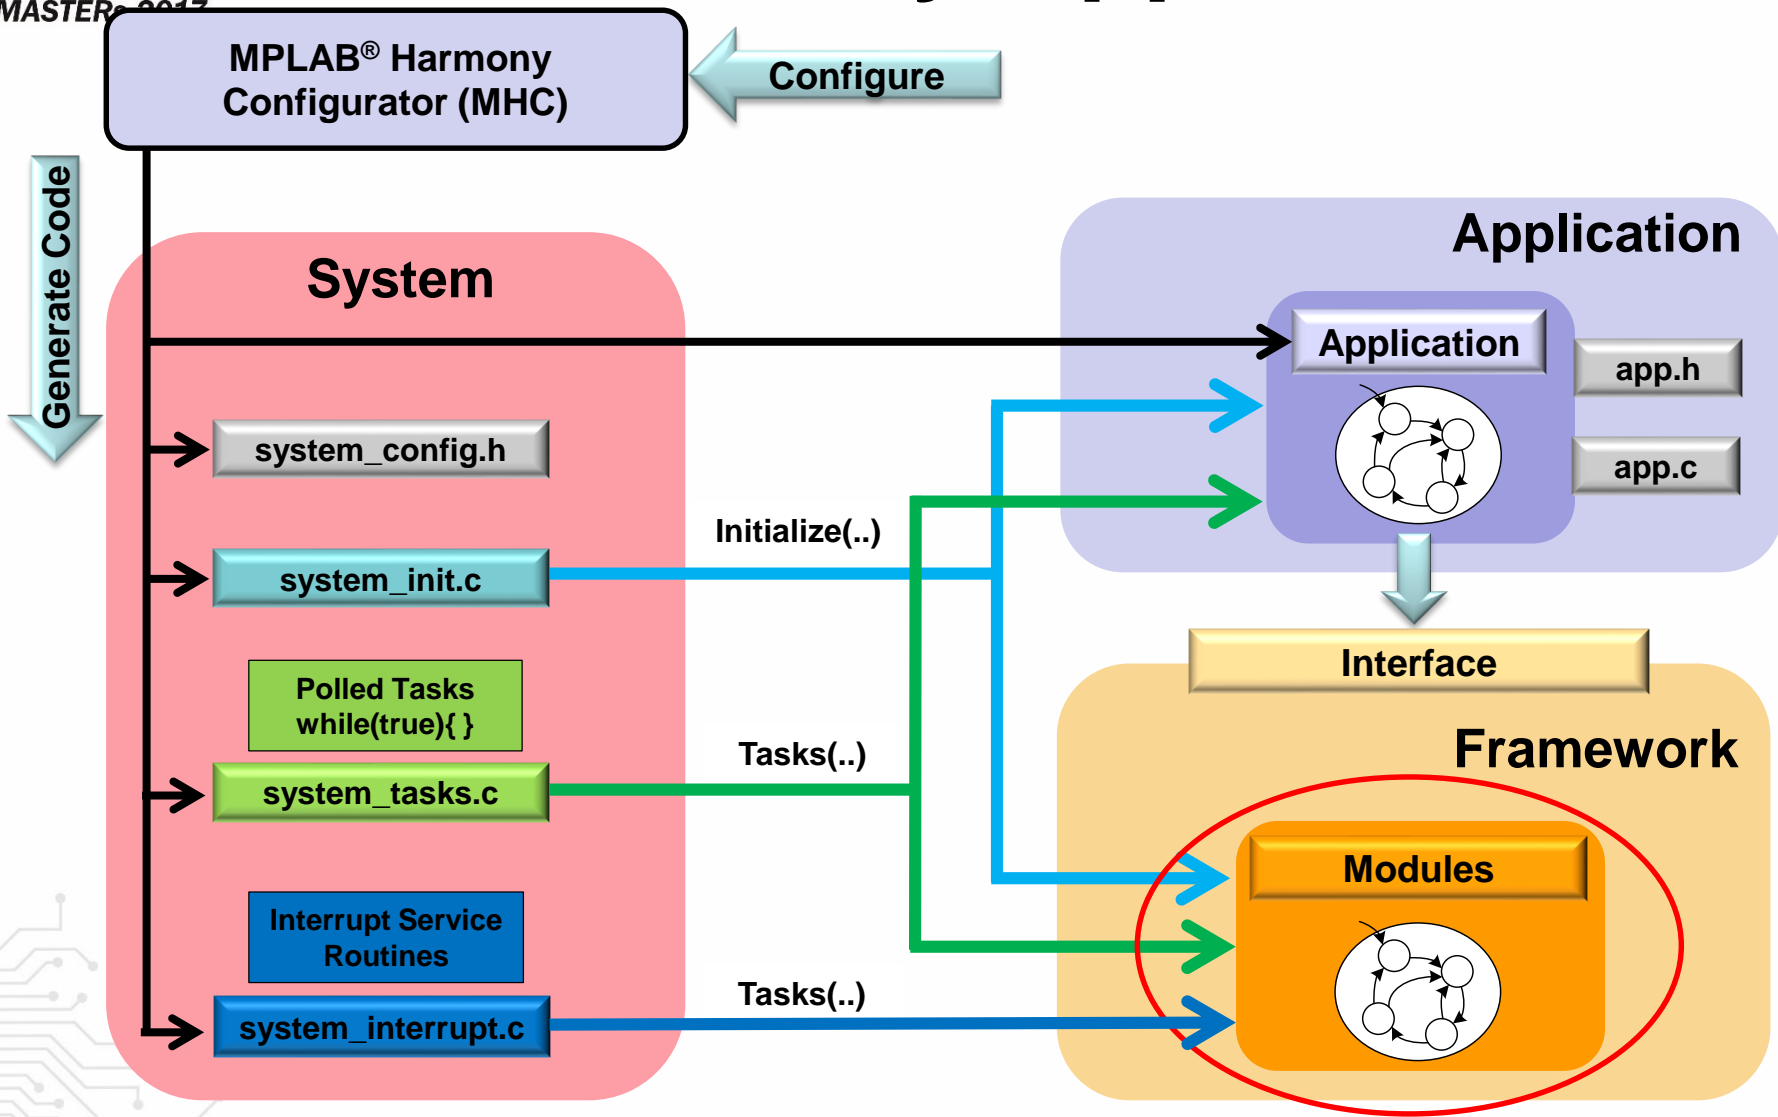 MPLAB® Harmony
Configurator (MHC)
Configure
Generate Code
System
Application
Application
app.h
app.c
system_config.h
Initialize(..)
system_init.c
Interface
Polled Tasks
while(true){ }
Framework
Tasks(..)
system_tasks.c
Modules
Interrupt Service
Routines
Tasks(..)
system_interrupt.c